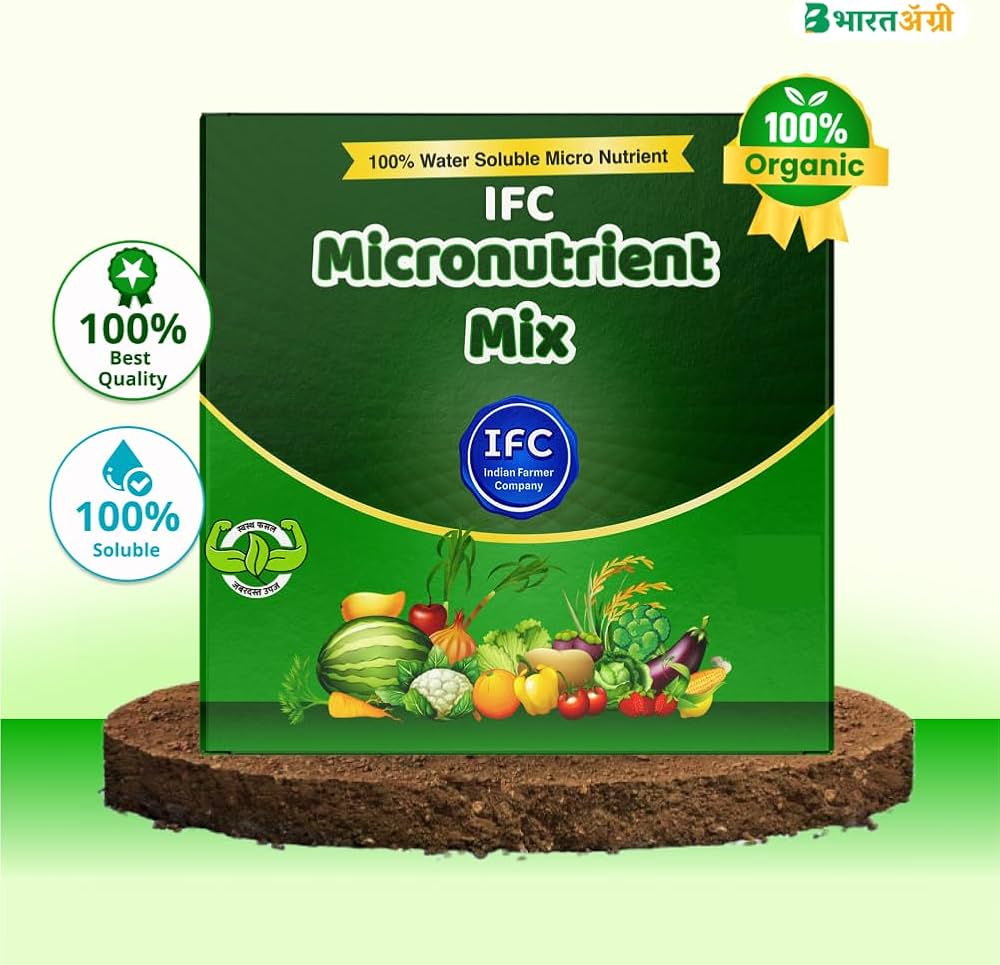 भारतॲग्री
100%
Organic
100% Water Soluble Micro Nutrient
IFC
Micronutrient
Mix
100%
Best
Quality
IFC
Indian Farmer
Company
100%
Soluble
स्वस्थ फसल
जबरदस्त उपज